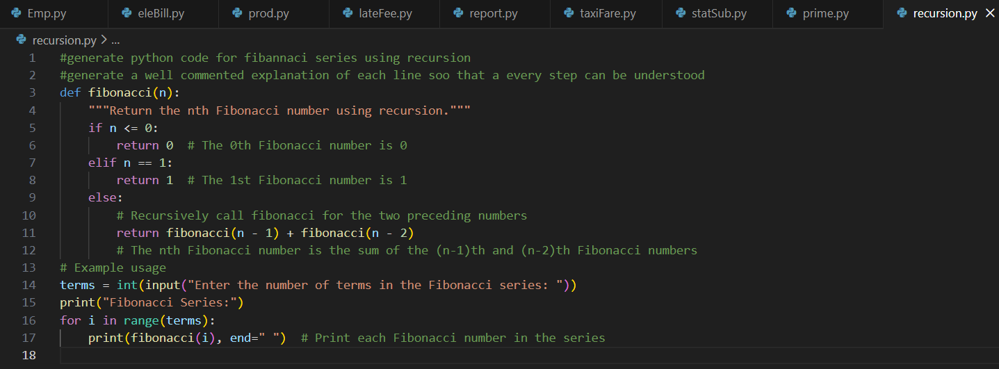 Emp.py eleBill.py prod.py lateFee.py report.py taxiFare.py statSub.py prime.py recursion.py
recursion.py > ...
1 #generate python code for fibannaci series using recursion
2 #generate a well commented explanation of each line soo that a every step can be understood
3 def fibonacci(n):
4     """Return the nth Fibonacci number using recursion."""
5     if n <= 0:
6         return 0  # The 0th Fibonacci number is 0
7     elif n == 1:
8         return 1  # The 1st Fibonacci number is 1
9     else:
10         # Recursively call fibonacci for the two preceding numbers
11         return fibonacci(n - 1) + fibonacci(n - 2)
12         # The nth Fibonacci number is the sum of the (n-1)th and (n-2)th Fibonacci numbers
13 # Example usage
14 terms = int(input("Enter the number of terms in the Fibonacci series: "))
15 print("Fibonacci Series:")
16 for i in range(terms):
17     print(fibonacci(i), end=" ")  # Print each Fibonacci number in the series
18